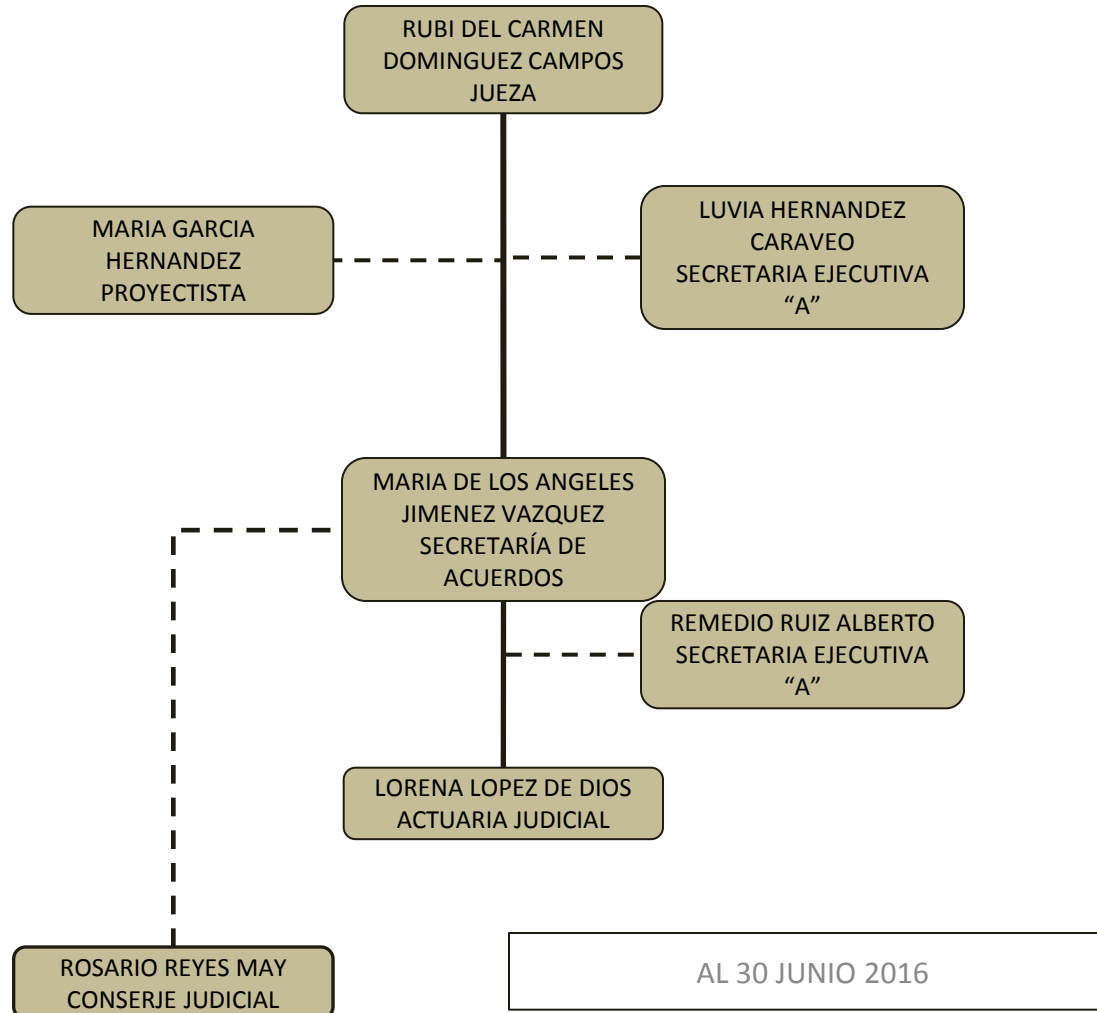 RUBI DEL CARMEN
DOMINGUEZ CAMPOS
JUEZA
MARIA GARCIA
HERNANDEZ
PROYECTISTA
LUVIA HERNANDEZ
CARAVEO
SECRETARIA EJECUTIVA
“A”
MARIA DE LOS ANGELES
JIMENEZ VAZQUEZ
SECRETARÍA DE
ACUERDOS
REMEDIO RUIZ ALBERTO
SECRETARIA EJECUTIVA
“A”
LORENA LOPEZ DE DIOS
ACTUARIA JUDICIAL
ROSARIO REYES MAY
CONSERJE JUDICIAL
AL 30 JUNIO 2016